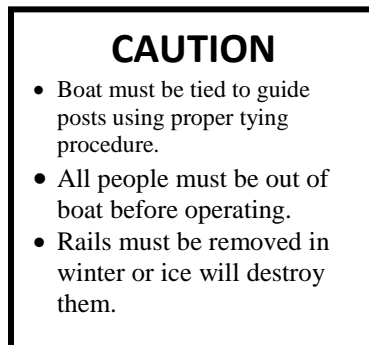 CAUTION
• Boat must be tied to guide
posts using proper tying
procedure.
• All people must be out of
boat before operating.
• Rails must be removed in
winter or ice will destroy
them.